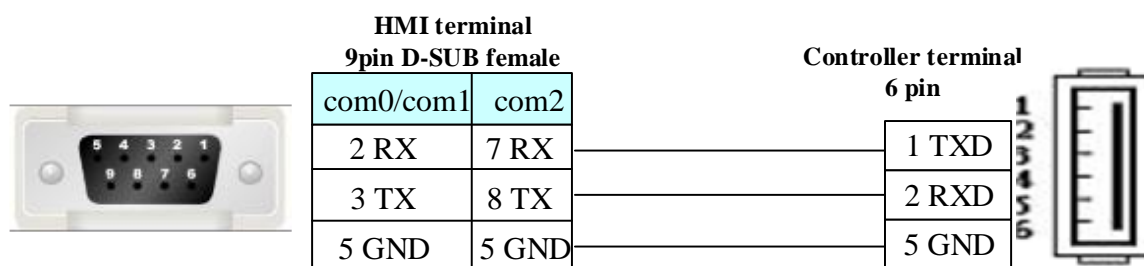 HMI terminal
9pin D-SUB female
com0/com1 com2
2 RX 7 RX
3 TX 8 TX
5 GND 5 GND
5 4 3 2 1
9 8 7 6
Controller terminal
6 pin
1 TXD
2 RXD
5 GND
1
2
3
4
5
6